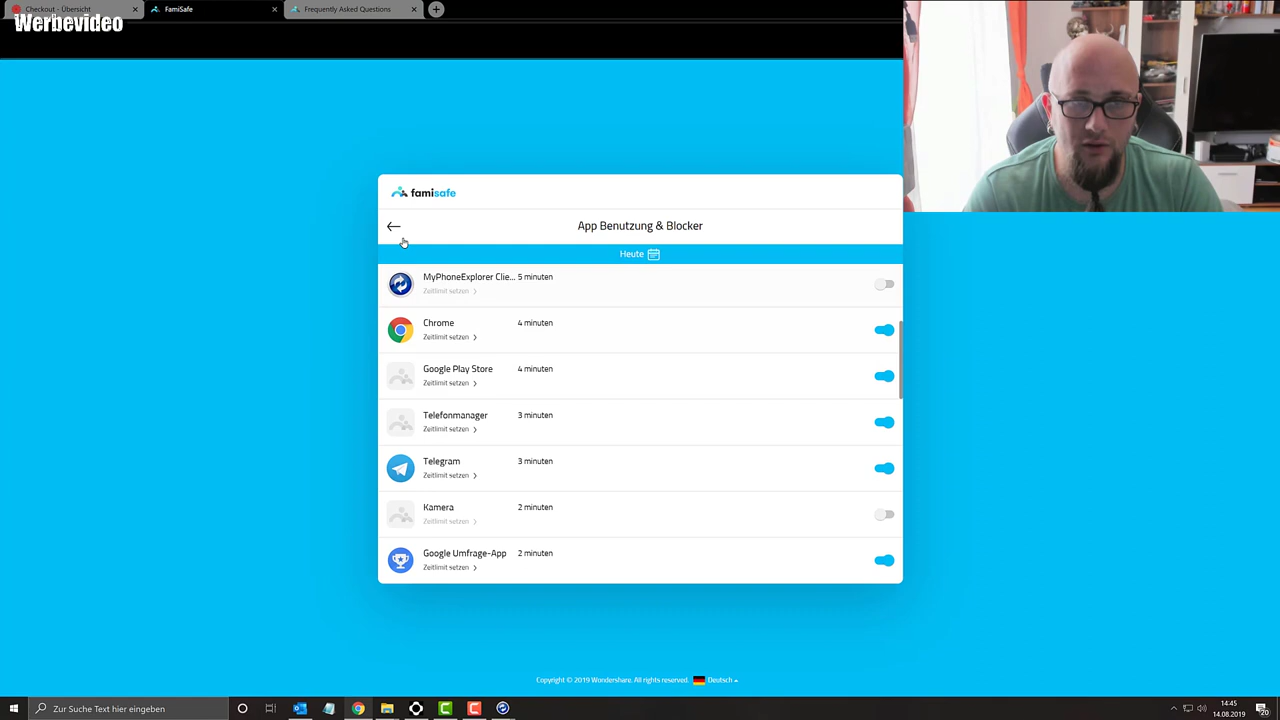 Checkout - Übersicht
FamiSafe
Frequently Asked Questions
Werbevideo
famisafe
App Benutzung & Blocker
Heute
MyPhoneExplorer Clie... 5 minuten
Zeitlimit setzen
Chrome 4 minuten
Zeitlimit setzen
Google Play Store 4 minuten
Zeitlimit setzen
Telefonmanager 3 minuten
Zeitlimit setzen
Telegram 3 minuten
Zeitlimit setzen
Kamera 2 minuten
Zeitlimit setzen
Google Umfrage-App 2 minuten
Zeitlimit setzen
Copyright © 2019 Wondershare. All rights reserved. Deutsch
Zur Suche Text hier eingeben
14:45
14.08.2019
20